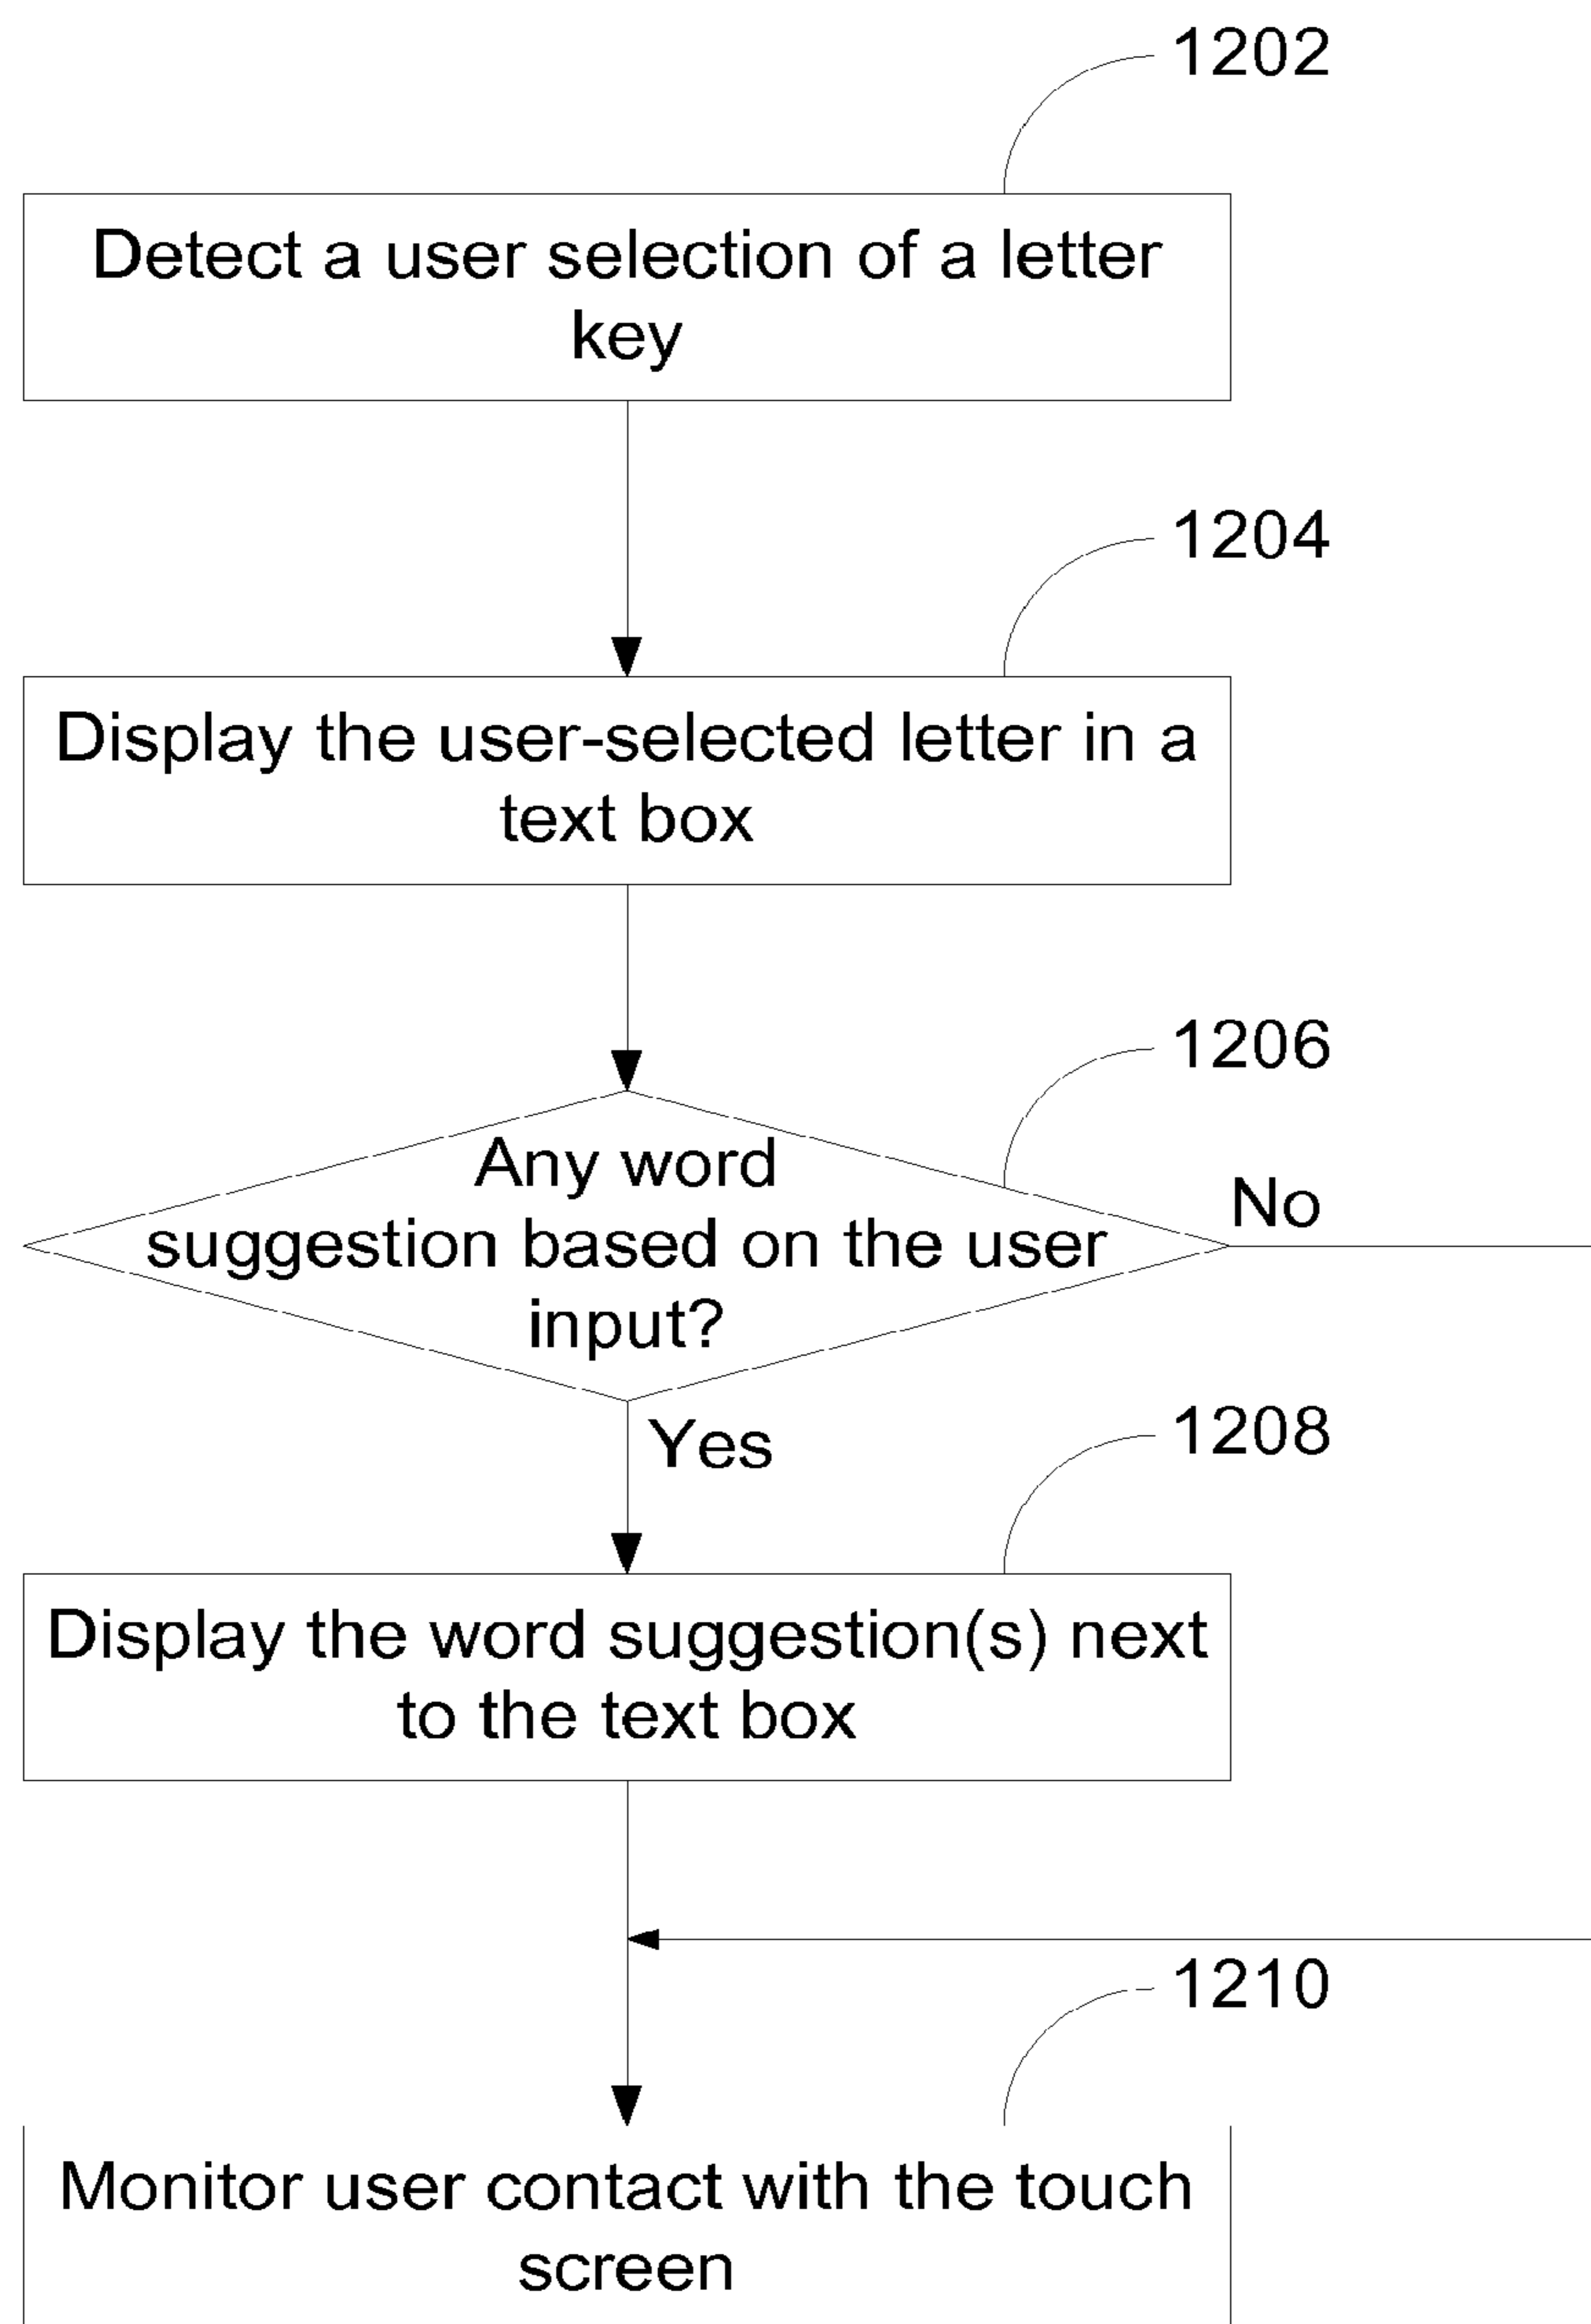 1202
Detect a user selection of a letter
key
1204
Display the user-selected letter in a
text box
1206
Any word
suggestion based on the user
input?
No
Yes
1208
Display the word suggestion(s) next
to the text box
1210
Monitor user contact with the touch
screen